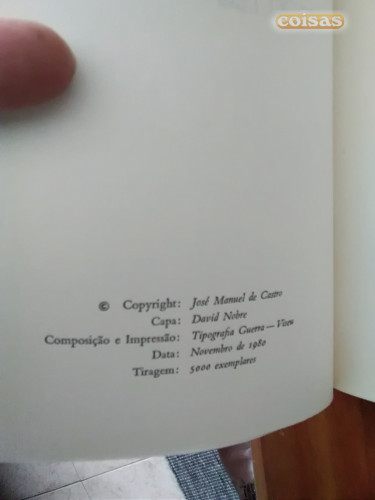 coisas
© Copyright: José Manuel de Castro
Capa: David Nobre
Composição e Impressão: Tipografia Guerra — Viseu
Data: Novembro de 1980
Tiragem: 5000 exemplares